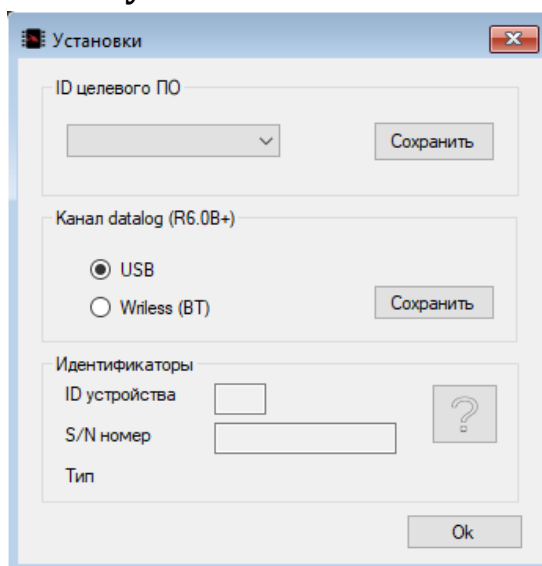 Установки
ID целевого ПО
Сохранить
Канал datalog (R6.0B+)
USB
Wriless (BT)
Сохранить
Идентификаторы
ID устройства
?
S/N номер
Тип
Ok